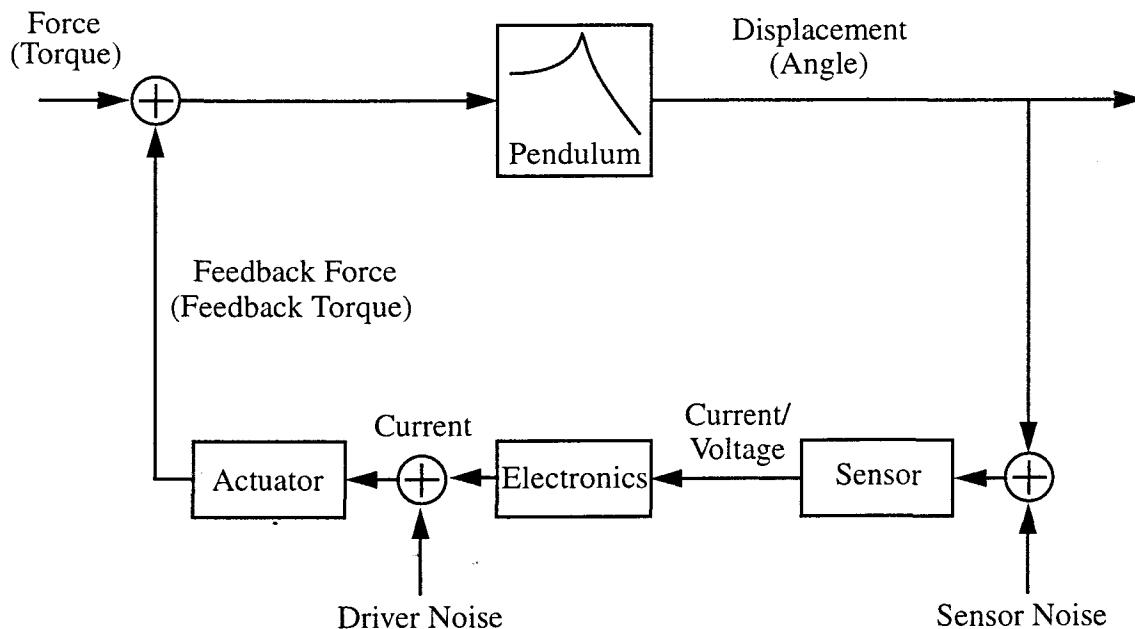 Force
(Torque)
Displacement
(Angle)
Pendulum
Feedback Force
(Feedback Torque)
Current
Current/
Voltage
Actuator
Electronics
Sensor
Driver Noise
Sensor Noise